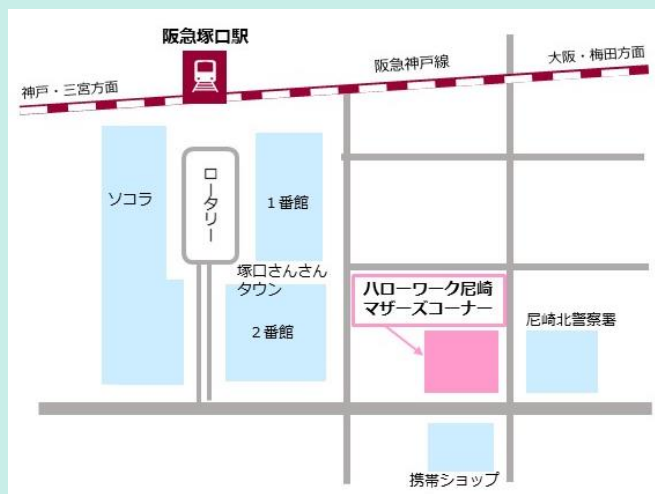 阪急塚口駅
神戸・三宮方面
阪急神戸線
大阪・梅田方面
ソコラ
ロータリー
1番館
塚口さんさん
タウン
2番館
ハローワーク尼崎
マザーズコーナー
尼崎北警察署
携帯ショップ